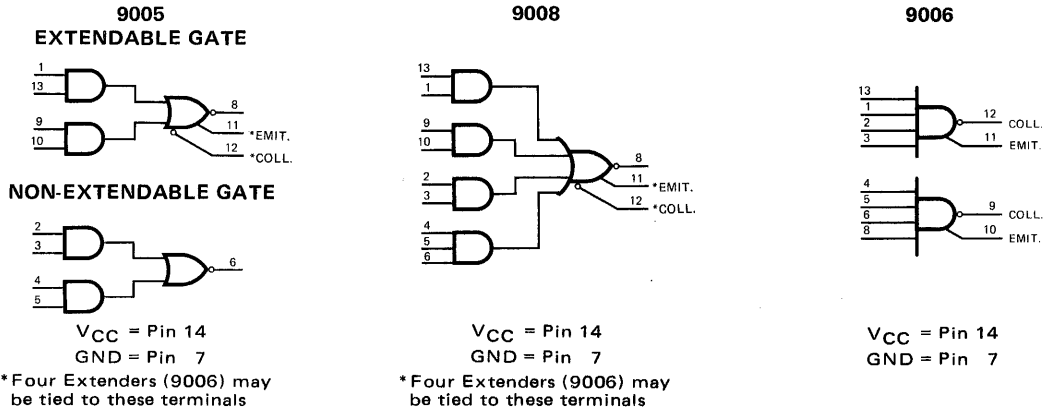 9005
EXTENDABLE GATE
1
13
9
10
8
11
*EMIT.
12
*COLL.
NON-EXTENDABLE GATE
2
3
4
5
6
VCC = Pin 14
GND = Pin 7
*Four Extenders (9006) may
be tied to these terminals
9008
13
1
9
10
2
3
4
5
6
8
11
*EMIT.
12
*COLL.
VCC = Pin 14
GND = Pin 7
*Four Extenders (9006) may
be tied to these terminals
9006
13
1
2
3
12 COLL.
11 EMIT.
4
5
6
8
9 COLL.
10 EMIT.
VCC = Pin 14
GND = Pin 7